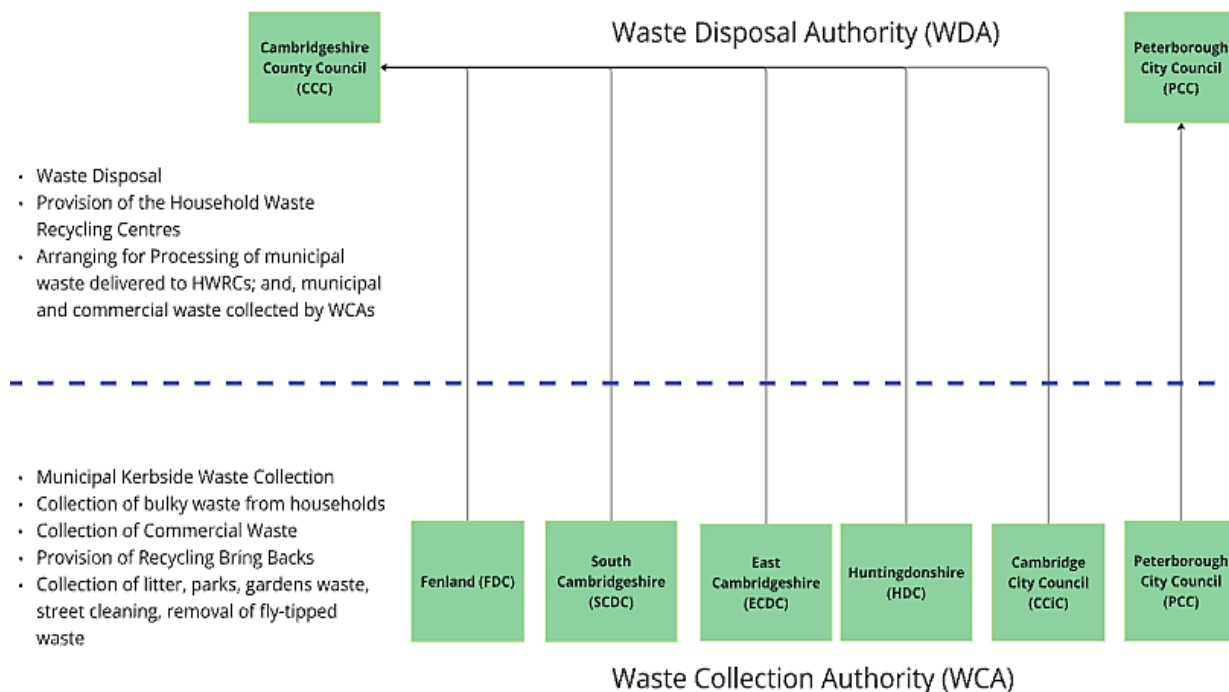 Waste Disposal Authority (WDA)
Cambridgeshire
County Council
(CCC)
Peterborough
City Council
(PCC)
• Waste Disposal
• Provision of the Household Waste
Recycling Centres
• Arranging for Processing of municipal
waste delivered to HWRCs; and, municipal
and commercial waste collected by WCAs
• Municipal Kerbside Waste Collection
• Collection of bulky waste from households
• Collection of Commercial Waste
• Provision of Recycling Bring Backs
• Collection of litter, parks, gardens waste,
street cleaning, removal of fly-tipped
waste
Fenland (FDC)
South
Cambridgeshire
(SCDC)
East
Cambridgeshire
(ECDC)
Huntingdonshire
(HDC)
Cambridge
City Council
(CCiC)
Peterborough
City Council
(PCC)
Waste Collection Authority (WCA)